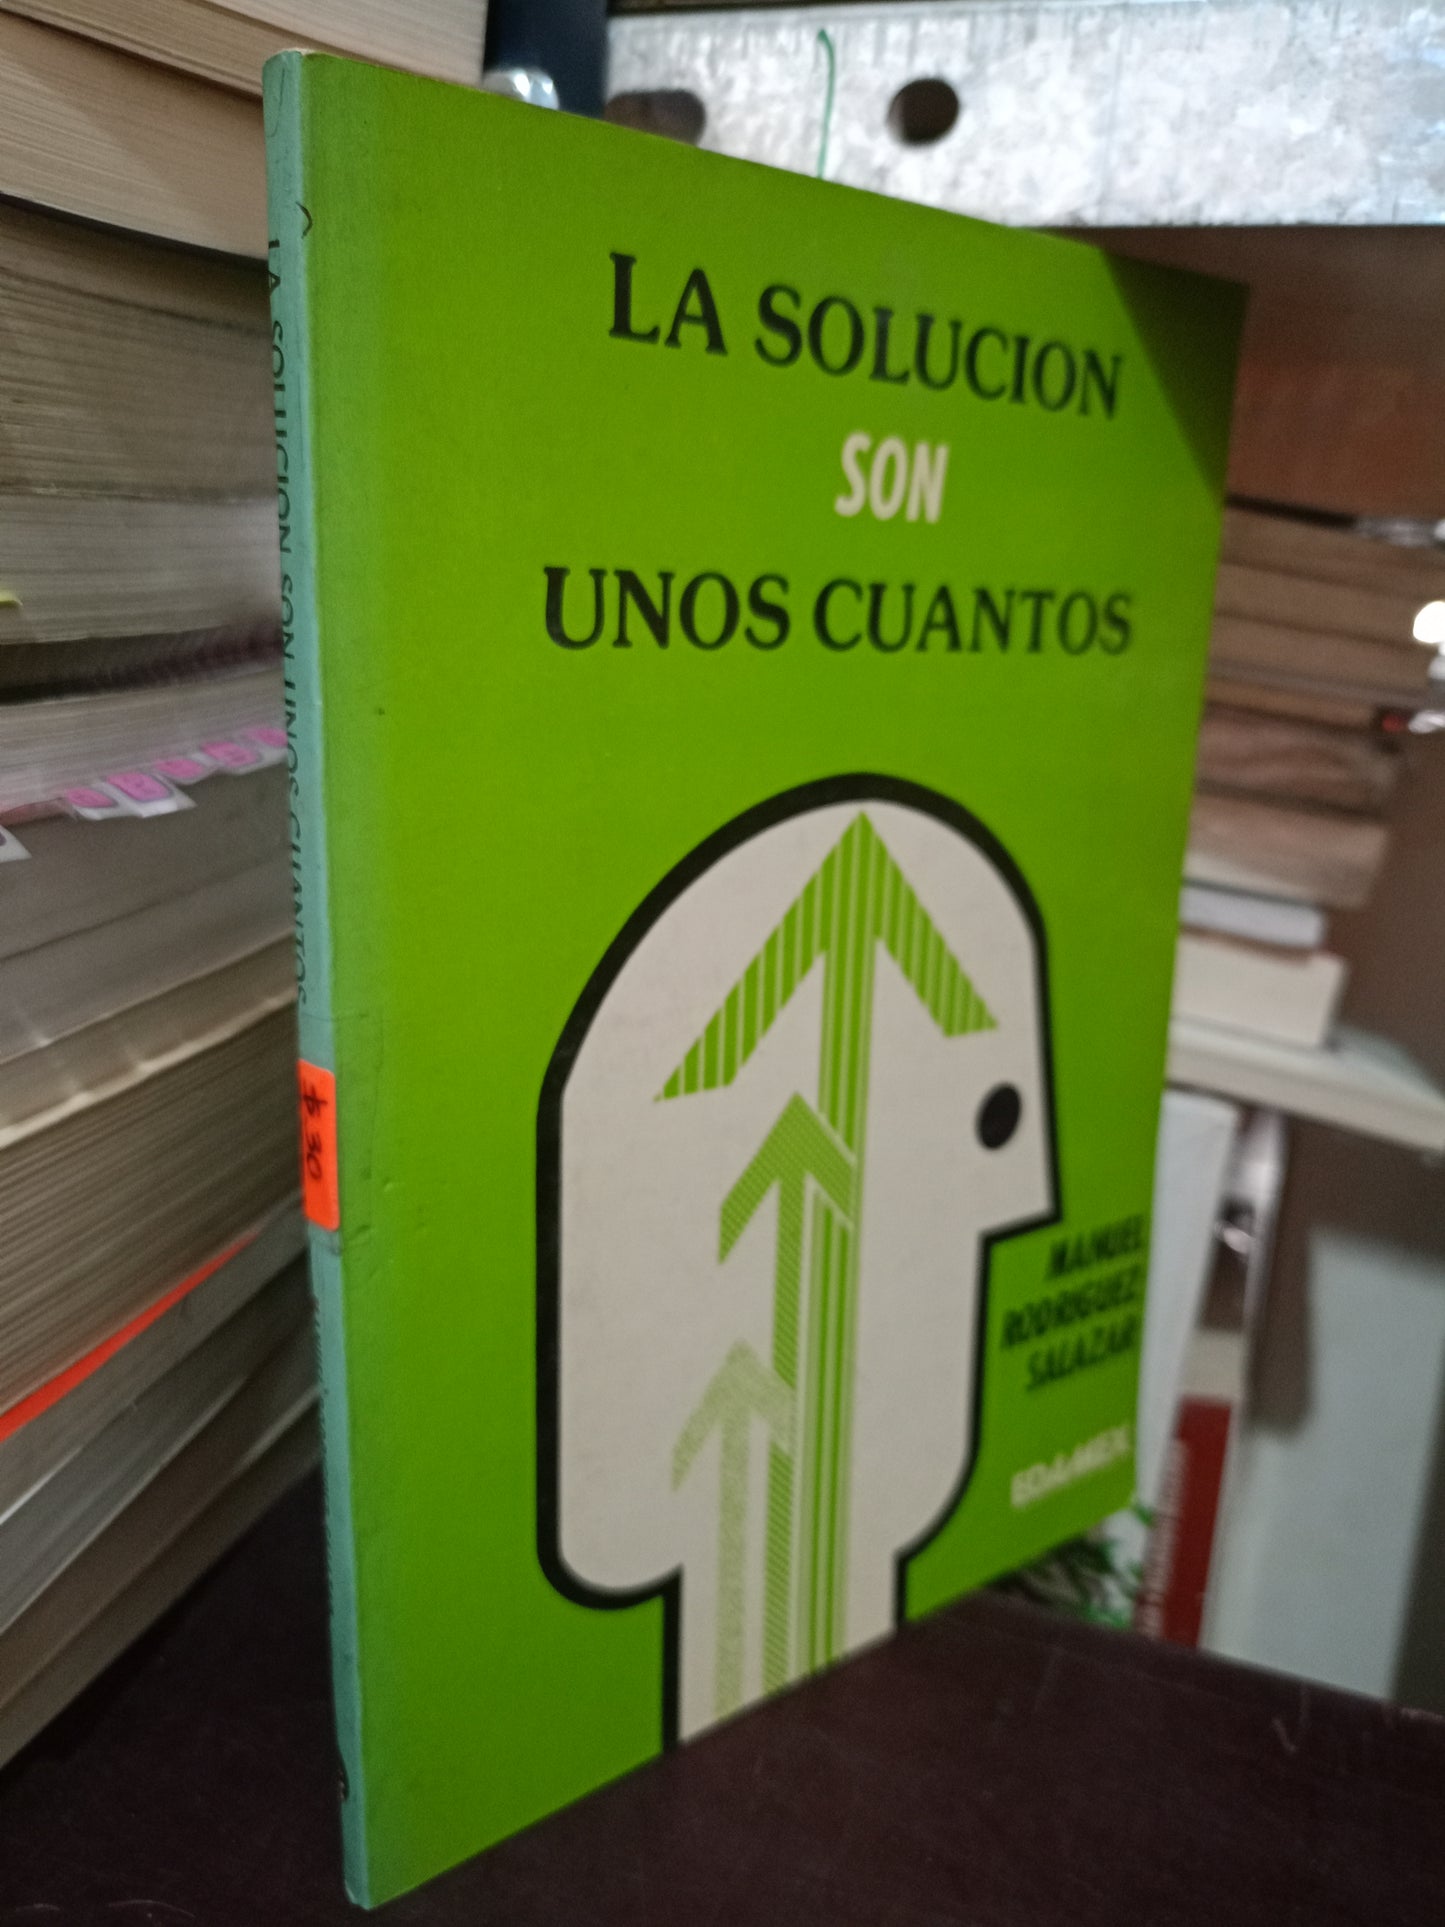 LA SOLUCION
SON
UNOS CUANTOS
MANUEL
RODRIGUEZ
SALAZAR
EDAMEX
LA SOLUCION SON UNOS CUANTOS
$ 30